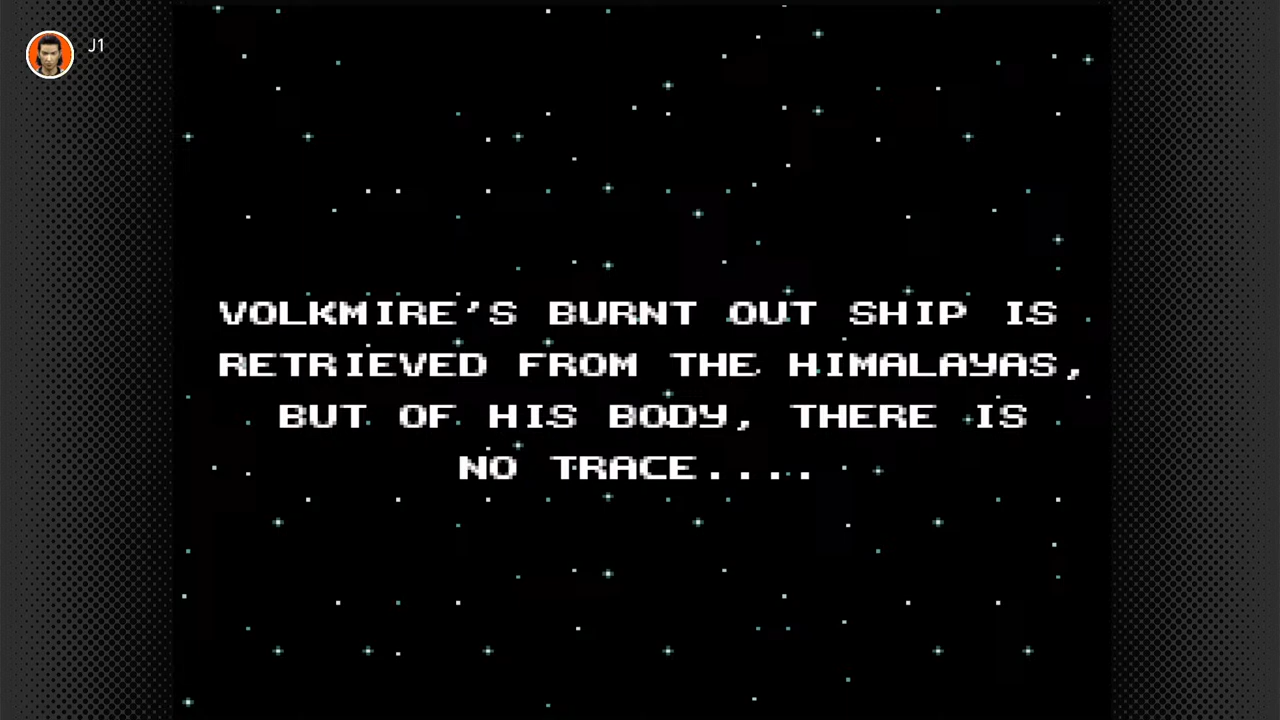 J1
VOLKMIRE'S BURNT OUT SHIP IS
RETRIEVED FROM THE HIMALAYAS,
BUT OF HIS BODY, THERE IS
NO TRACE....